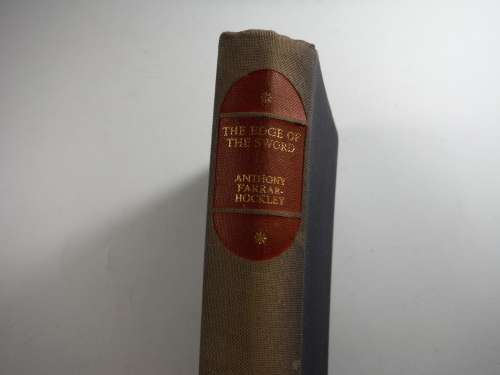 THE EDGE OF
THE SWORD
ANTHONY
FARRAR-
HOCKLEY